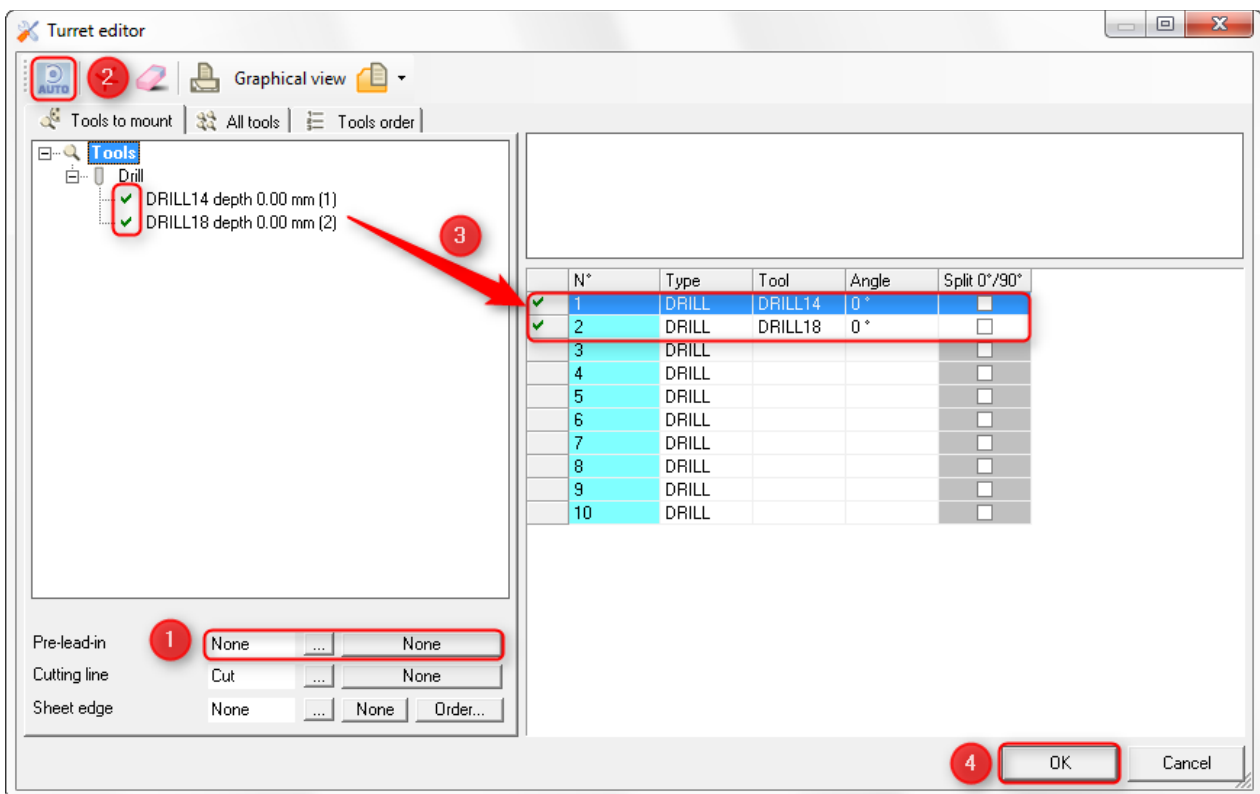 Turret editor
AUTO 2 Graphical view
Tools to mount All tools Tools order
Tools
Drill
DRILL14 depth 0.00 mm (1)
DRILL18 depth 0.00 mm (2)
3
N° Type Tool Angle Split 0°/90°
1 DRILL DRILL14 0 °
2 DRILL DRILL18 0 °
3 DRILL
4 DRILL
5 DRILL
6 DRILL
7 DRILL
8 DRILL
9 DRILL
10 DRILL
Pre-lead-in 1 None ... None
Cutting line Cut ... None
Sheet edge None ... None Order...
4 OK Cancel